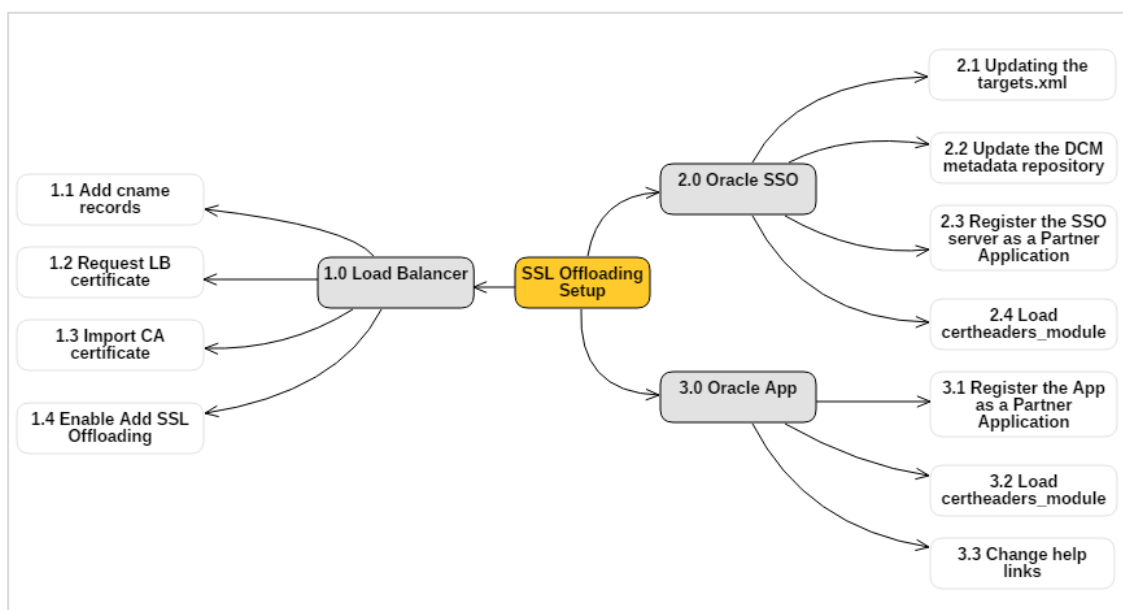 SSL Offloading
Setup
1.0 Load Balancer
1.1 Add cname
records
1.2 Request LB
certificate
1.3 Import CA
certificate
1.4 Enable Add SSL
Offloading
2.0 Oracle SSO
2.1 Updating the
targets.xml
2.2 Update the DCM
metadata repository
2.3 Register the SSO
server as a Partner
Application
2.4 Load
certheaders_module
3.0 Oracle App
3.1 Register the App
as a Partner
Application
3.2 Load
certheaders_module
3.3 Change help
links